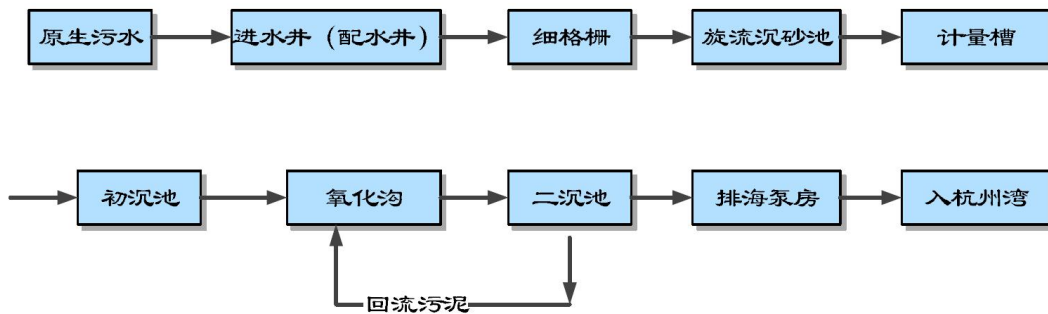 原生污水
进水井（配水井）
细格栅
旋流沉砂池
计量槽
初沉池
氧化沟
二沉池
排海泵房
入杭州湾
回流污泥